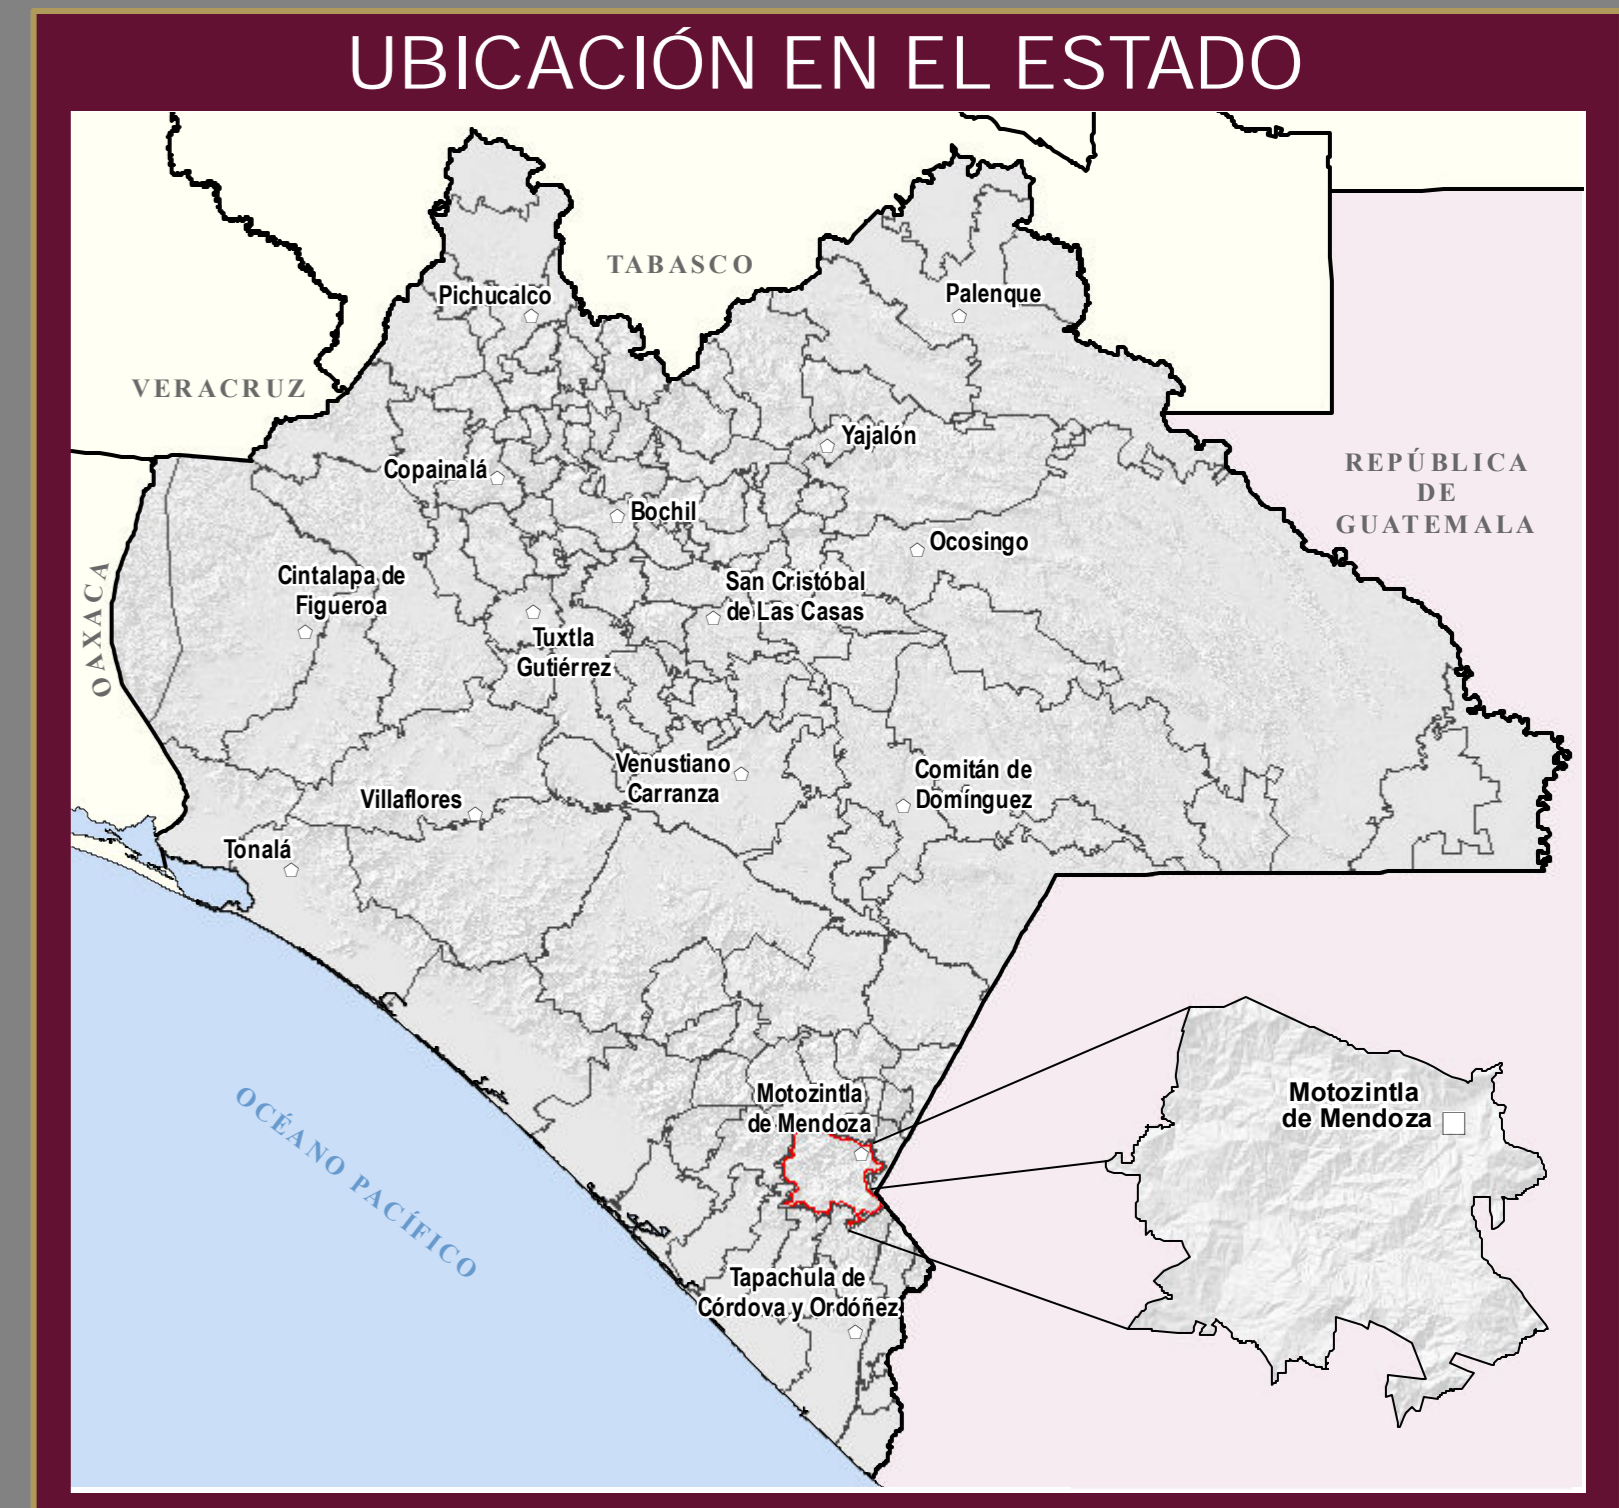 UBICACIÓN EN EL ESTADO
TABASCO
Pichucalco
Palenque
VERACRUZ
Yajalón
Copainalá
REPÚBLICA
DE
GUATEMALA
Bochil
Ocosingo
OAXACA
Cintalapa de
Figueroa
San Cristóbal
de Las Casas
Tuxtla
Gutiérrez
Venustiano
Carranza
Comitán de
Domínguez
Villaflores
Tonalá
OCÉANO PACÍFICO
Motozintla
de Mendoza
Motozintla
de Mendoza
Tapachula de
Córdova y Ordóñez